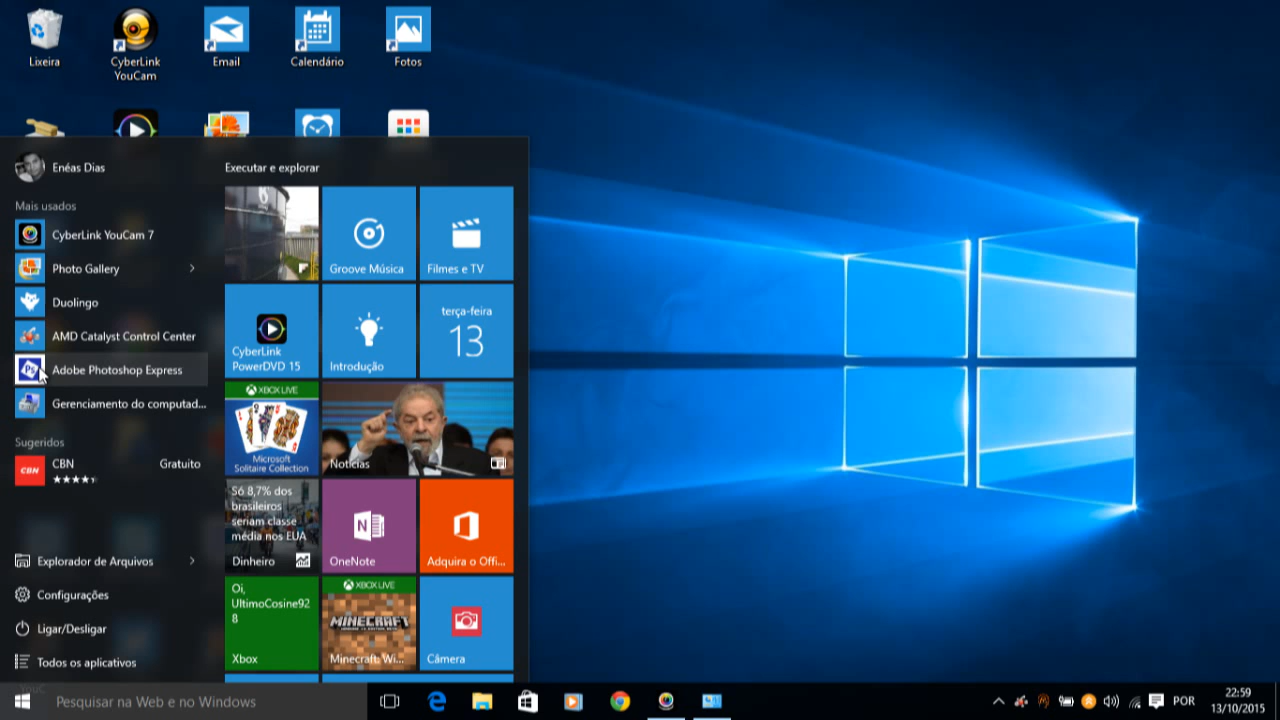 Lixeira
CyberLink
YouCam
Email
Calendário
Fotos
Enéas Dias
Mais usados
CyberLink YouCam 7
Photo Gallery
Duolingo
AMD Catalyst Control Center
Ps
Adobe Photoshop Express
Gerenciamento do computad...
Sugeridos
CBN
CBN
Gratuito
Explorador de Arquivos
Configurações
Ligar/Desligar
Todos os aplicativos
Executar e explorar
Groove Música
Filmes e TV
CyberLink
PowerDVD 15
Introdução
terça-feira
13
XBOX LIVE
Microsoft
Solitaire Collection
Notícias
Só 8,7% dos
brasileiros
seriam classe
média nos EUA
Dinheiro
N
OneNote
Adquira o Offi...
Oi,
UltimoCosine92
8
Xbox
XBOX LIVE
MINECRAFT
Minecraft: Wi...
Câmera
Pesquisar na Web e no Windows
POR
22:59
13/10/2015